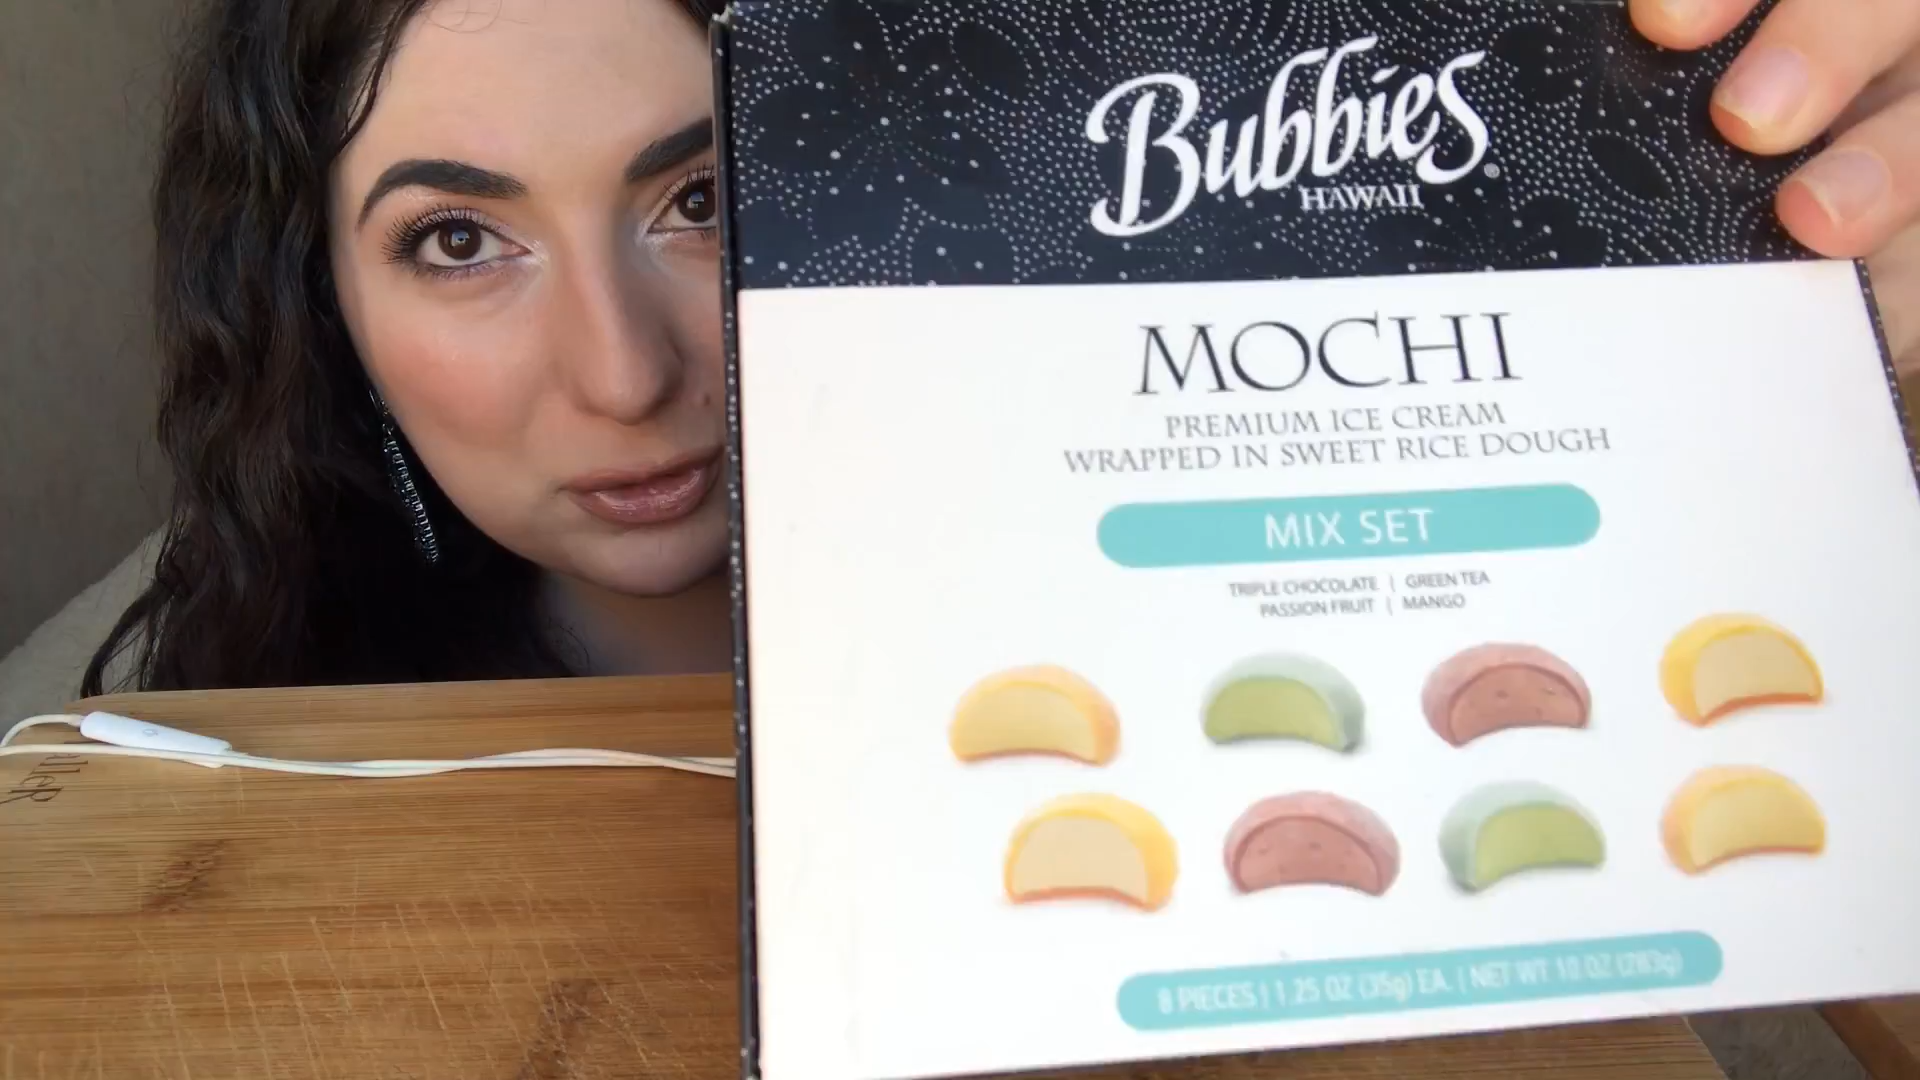 Bubbies®
HAWAII
MOCHI
PREMIUM ICE CREAM
WRAPPED IN SWEET RICE DOUGH
MIX SET
TRIPLE CHOCOLATE | GREEN TEA
PASSION FRUIT | MANGO
8 PIECES | 1.25 OZ (35g) EA. | NET WT 10 OZ (283g)